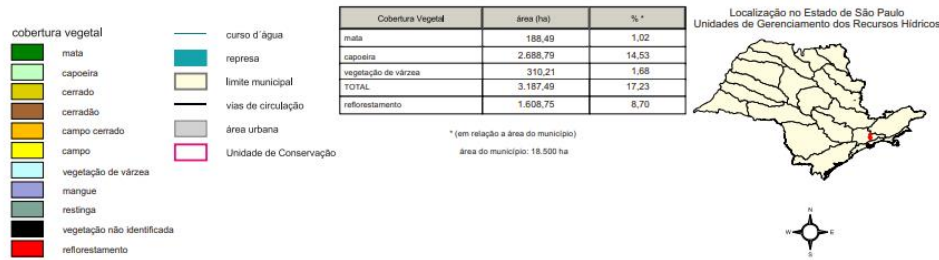 cobertura vegetal
mata
capoeira
cerrado
cerradão
campo cerrado
campo
vegetação de várzea
mangue
restinga
vegetação não identificada
reflorestamento
curso d´água
represa
limite municipal
vias de circulação
área urbana
Unidade de Conservação
Cobertura Vegetal área (ha) % *
mata 188,49 1,02
capoeira 2.688,79 14,53
vegetação de várzea 310,21 1,68
TOTAL 3.187,49 17,23
reflorestamento 1.608,75 8,70
* (em relação a área do município)
área do município: 18.500 ha
Localização no Estado de São Paulo
Unidades de Gerenciamento dos Recursos Hídricos
N
W E
S